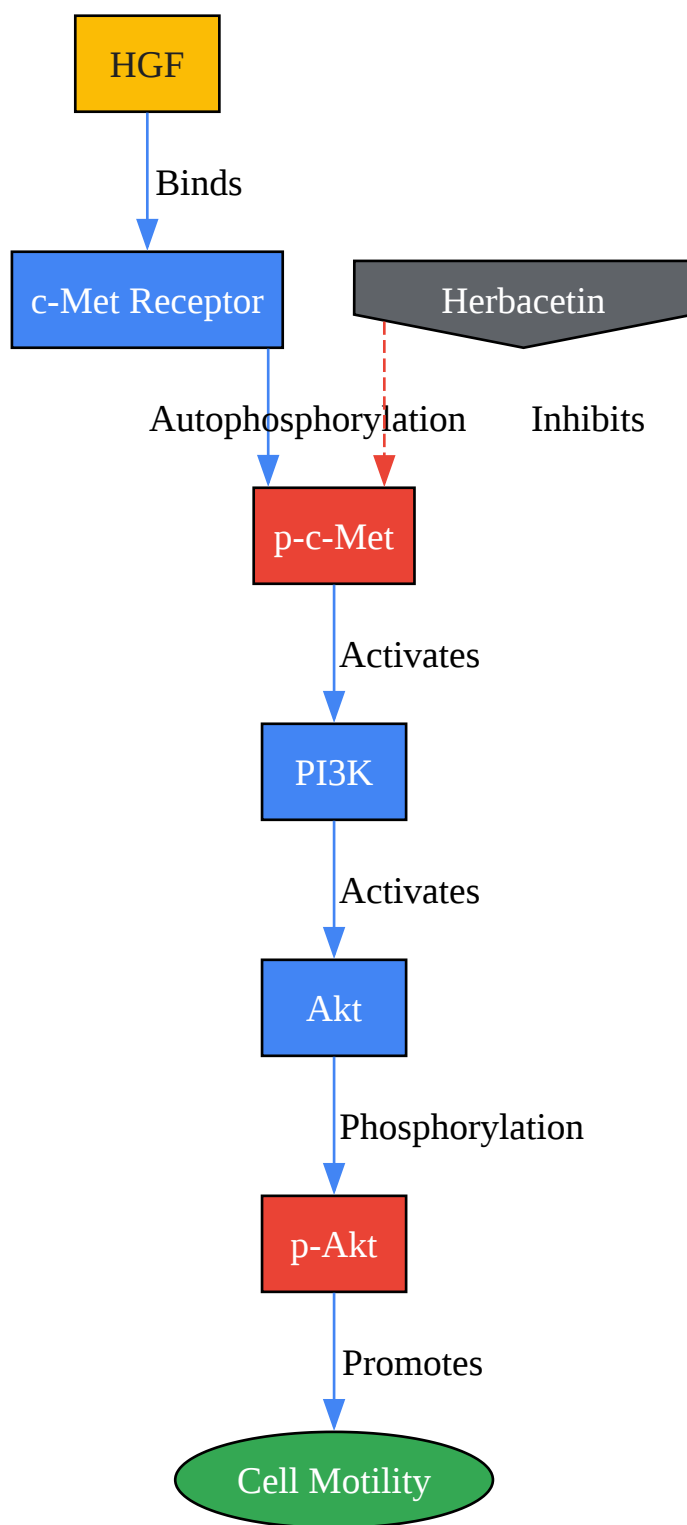 HGF
Binds
c-Met Receptor
Herbacetin
Autophosphorylation
Inhibits
p-c-Met
Activates
PI3K
Activates
Akt
Phosphorylation
p-Akt
Promotes
Cell Motility